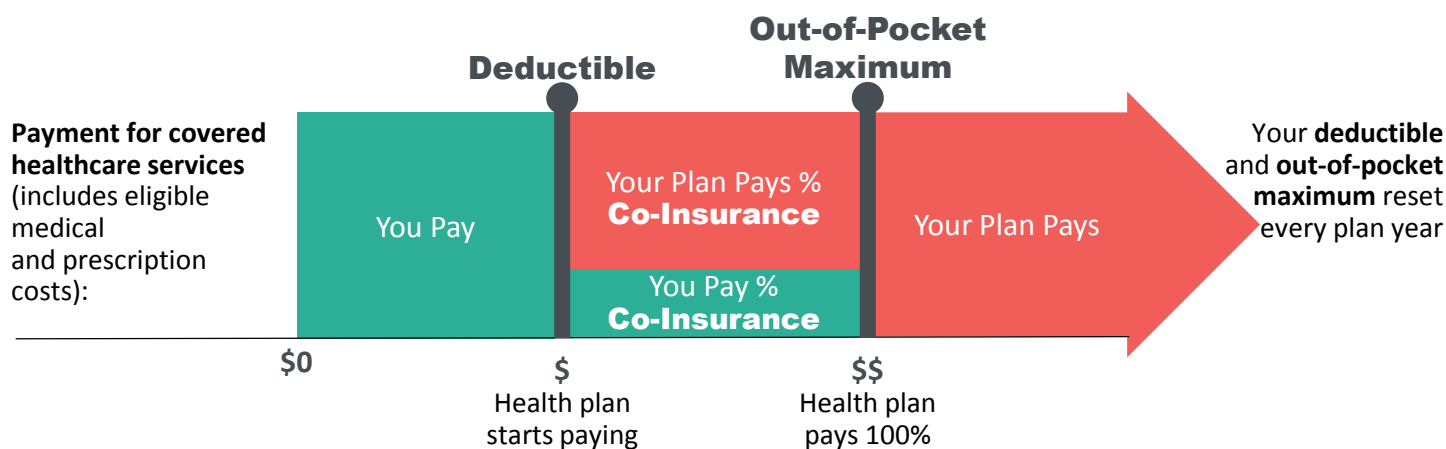 Out-of-Pocket
Maximum
Deductible
Payment for covered
healthcare services
(includes eligible
medical
and prescription
costs):
You Pay
Your Plan Pays %
Co-Insurance
You Pay %
Co-Insurance
Your Plan Pays
Your deductible
and out-of-pocket
maximum reset
every plan year
$0
$
Health plan
starts paying
$$
Health plan
pays 100%